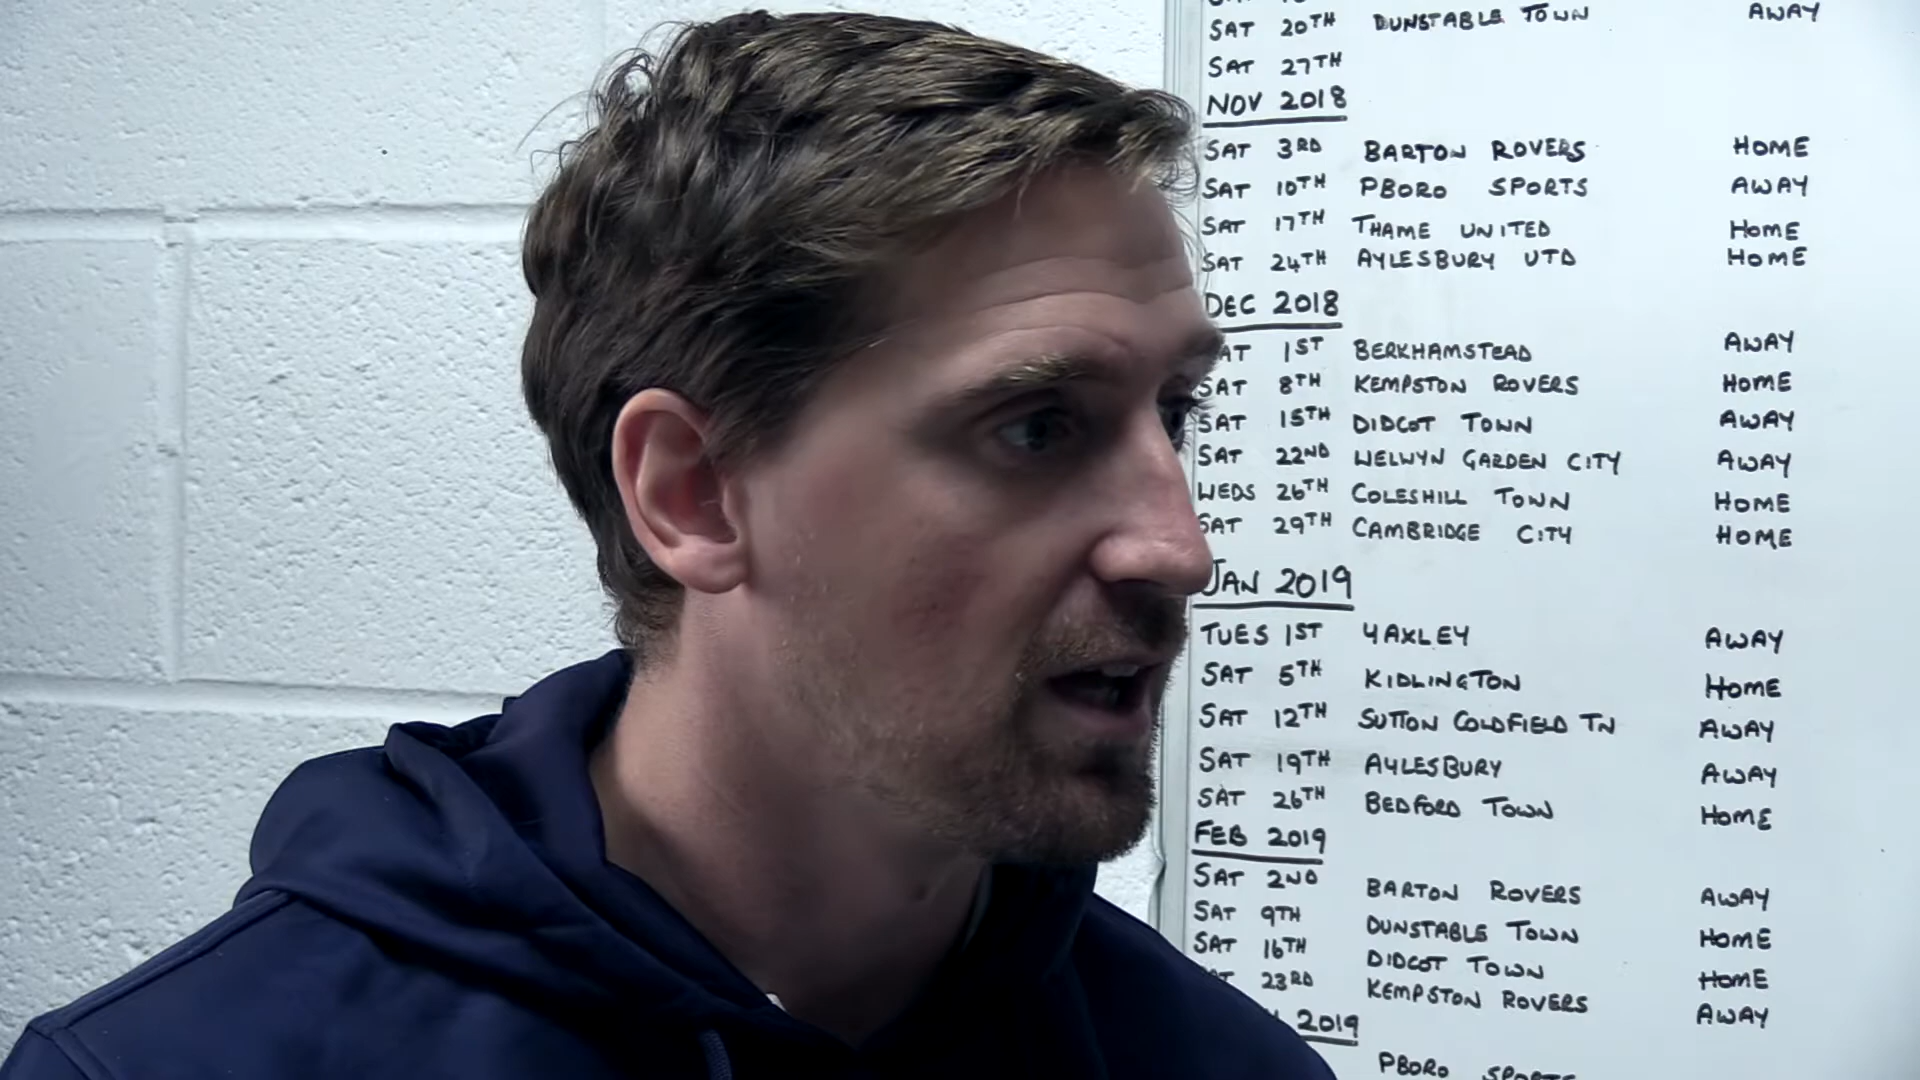 SAT 20TH DUNSTABLE TOWN AWAY
SAT 27TH
NOV 2018
SAT 3RD BARTON ROVERS HOME
SAT 10TH PBORO SPORTS AWAY
SAT 17TH THAME UNITED HOME
SAT 24TH AYLESBURY UTD HOME
DEC 2018
AT 1ST BERKHAMSTEAD AWAY
SAT 8TH KEMPSTON ROVERS HOME
SAT 15TH DIDCOT TOWN AWAY
SAT 22ND WELWYN GARDEN CITY AWAY
WEDS 26TH COLESHILL TOWN HOME
SAT 29TH CAMBRIDGE CITY HOME
JAN 2019
TUES 1ST YAXLEY AWAY
SAT 5TH KIDLINGTON HOME
SAT 12TH SUTTON COLDFIELD TN AWAY
SAT 19TH AYLESBURY AWAY
SAT 26TH BEDFORD TOWN HOME
FEB 2019
SAT 2ND BARTON ROVERS AWAY
SAT 9TH DUNSTABLE TOWN HOME
SAT 16TH DIDCOT TOWN HOME
AT 23RD KEMPSTON ROVERS AWAY
2019
PBORO SPORTS